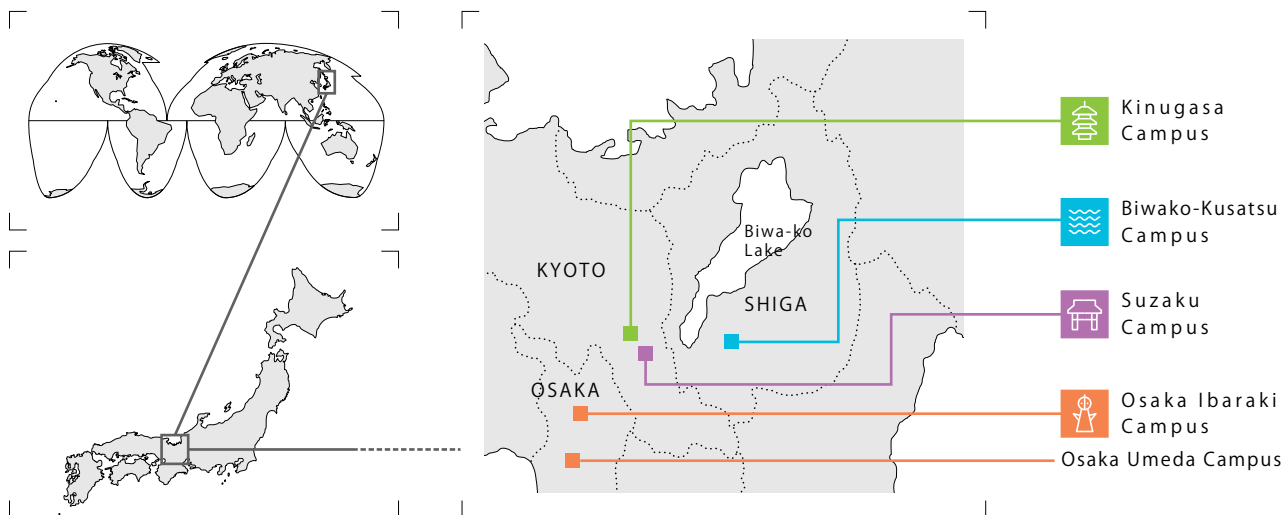 KYOTO
Biwa-ko
Lake
SHIGA
OSAKA
Kinugasa
Campus
Biwako-Kusatsu
Campus
Suzaku
Campus
Osaka Ibaraki
Campus
Osaka Umeda Campus